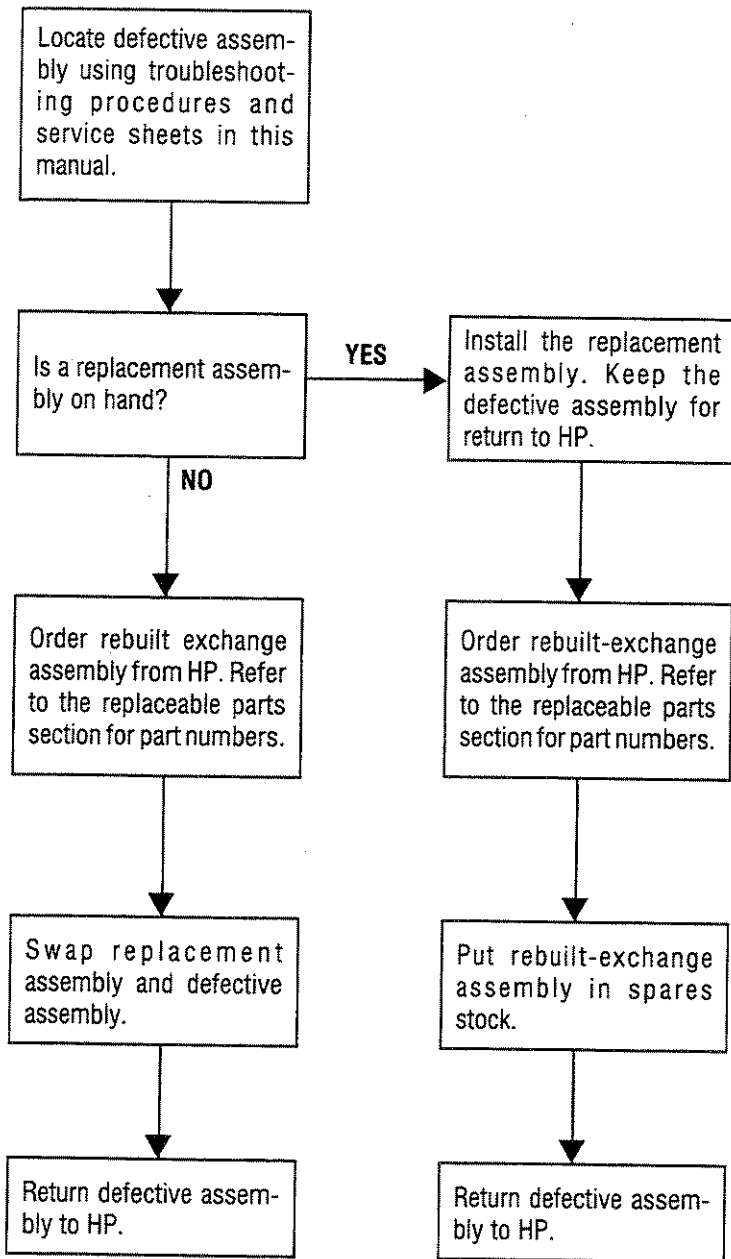 Locate defective assem-
bly using troubleshoot-
ing procedures and
service sheets in this
manual.
Is a replacement assem-
bly on hand?
YES
Install the replacement
assembly. Keep the
defective assembly for
return to HP.
NO
Order rebuilt exchange
assembly from HP. Refer
to the replaceable parts
section for part numbers.
Order rebuilt-exchange
assembly from HP. Refer
to the replaceable parts
section for part numbers.
Swap replacement
assembly and defective
assembly.
Put rebuilt-exchange
assembly in spares
stock.
Return defective assem-
bly to HP.
Return defective assem-
bly to HP.